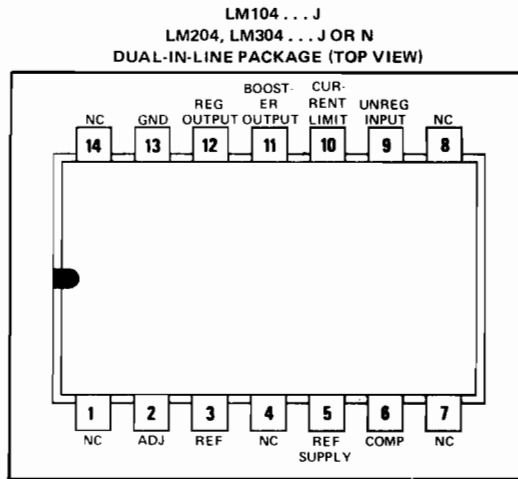 LM104 . . . J
LM204, LM304 . . . J OR N
DUAL-IN-LINE PACKAGE (TOP VIEW)
NC
GND
REG
OUTPUT
BOOST-
ER
OUTPUT
CUR-
RENT
LIMIT
UNREG
INPUT
NC
14 13 12 11 10 9 8
1 2 3 4 5 6 7
NC
ADJ
REF
NC
REF
SUPPLY
COMP
NC